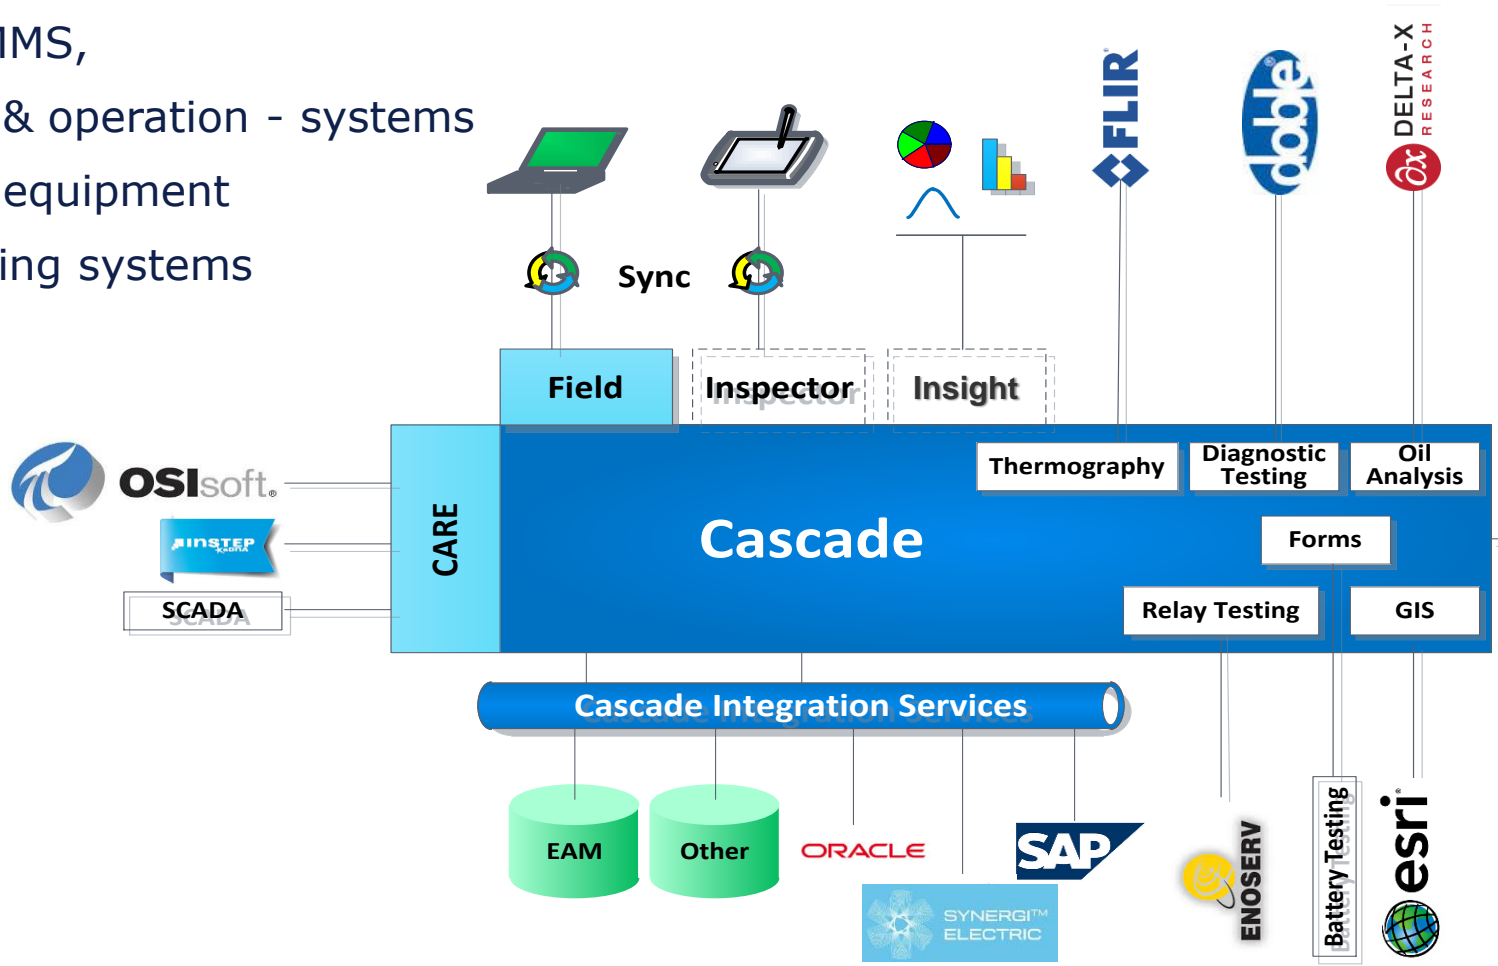 MMS,
& operation - systems
equipment
ing systems
FLIR
doble
DELTA-X
RESEARCH
∂x
Sync
Field
Inspector
Insight
OSIsoft.®
INSTEP
SCADA
CARE
Cascade
Thermography
Diagnostic
Testing
Oil
Analysis
Forms
Relay Testing
GIS
Cascade Integration Services
EAM
Other
ORACLE
SAP
SYNERGI™
ELECTRIC
ENOSERV
Battery Testing
esri